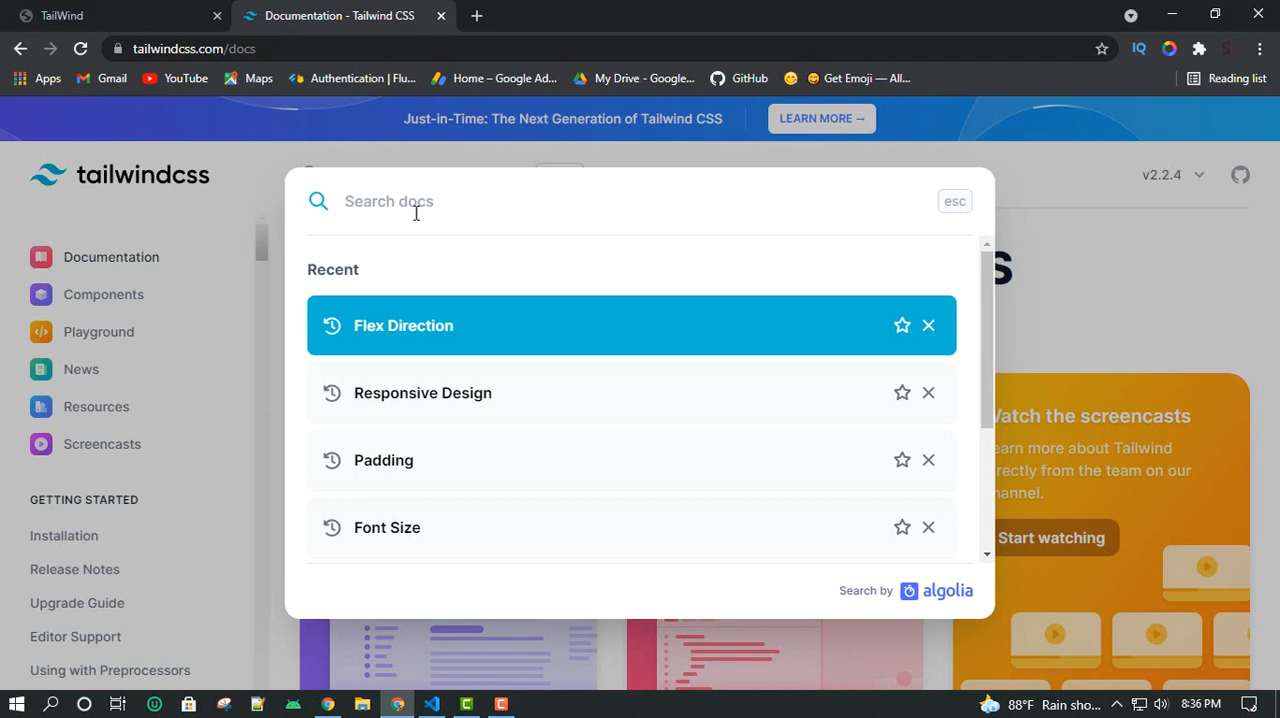 TailWind
Documentation - Tailwind CSS
tailwindcss.com/docs
Apps
Gmail
YouTube
Maps
Authentication | Flu...
Home – Google Ad...
My Drive - Google...
GitHub
Get Emoji — All...
Reading list
Just-in-Time: The Next Generation of Tailwind CSS
LEARN MORE →
tailwindcss
v2.2.4
Search docs
esc
Recent
Flex Direction
Responsive Design
Padding
Font Size
Search by algolia
Documentation
Components
Playground
News
Resources
Screencasts
GETTING STARTED
Installation
Release Notes
Upgrade Guide
Editor Support
Using with Preprocessors
Watch the screencasts
earn more about Tailwind
irectly from the team on our
hannel.
Start watching
88°F Rain sho...
8:36 PM